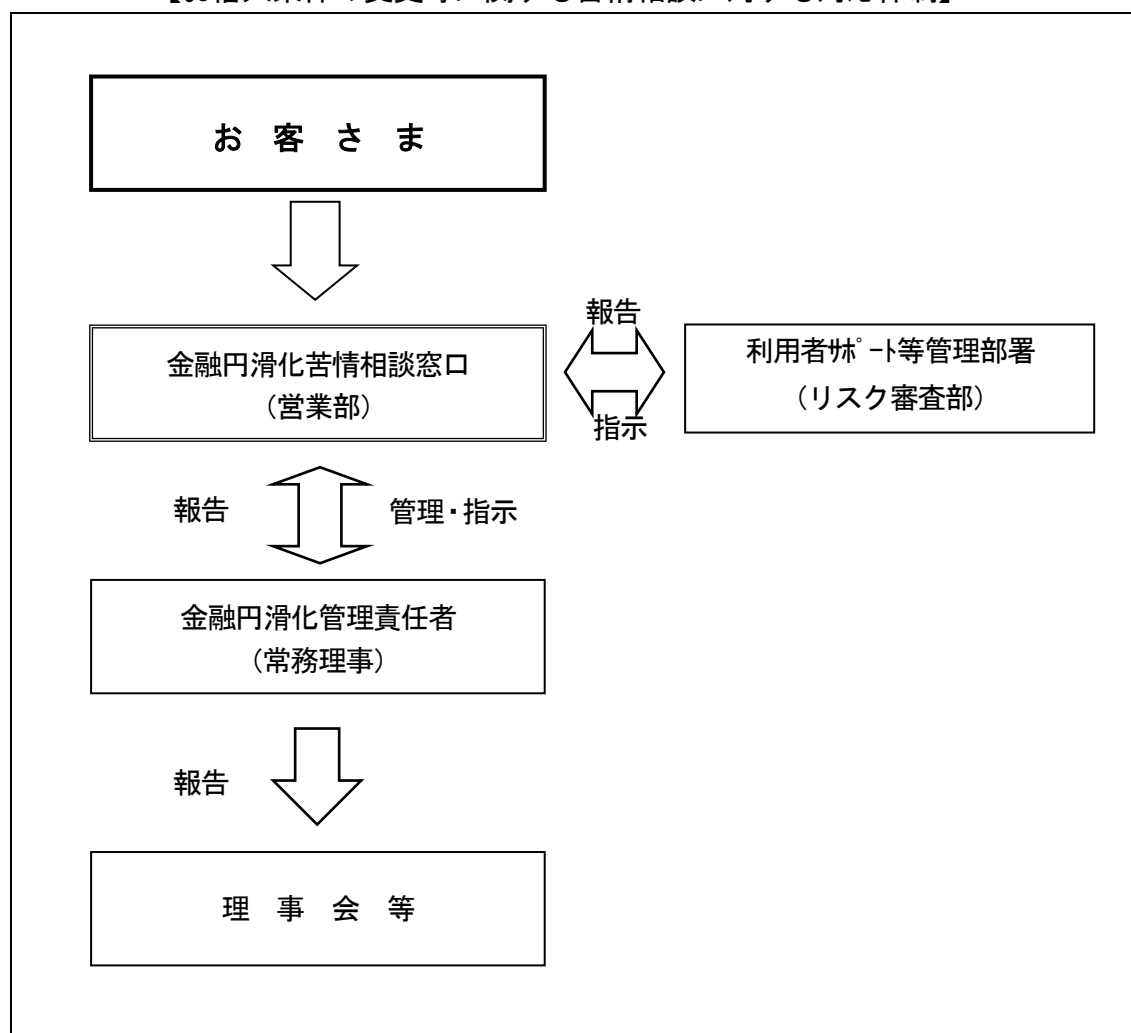 お　客　さ　ま
報告
金融円滑化苦情相談窓口
（営業部）
利用者ｻﾎﾟｰﾄ等管理部署
（リスク審査部）
指示
報告
管理・指示
金融円滑化管理責任者
（常務理事）
報告
理　事　会　等